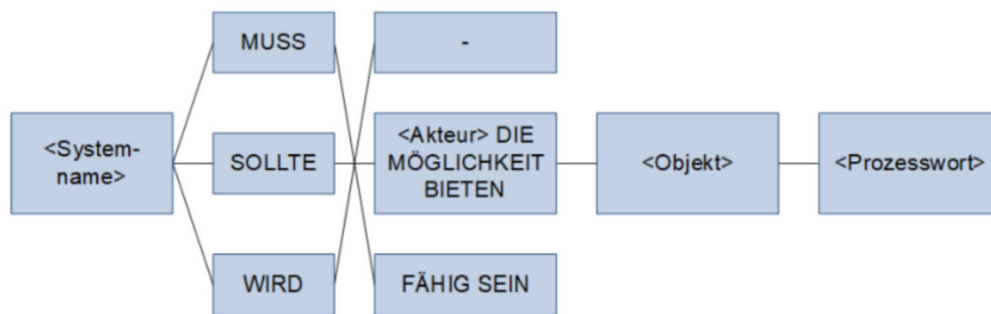 MUSS
-
<System-
name>
SOLLTE
<Akteur> DIE
MÖGLICHKEIT
BIETEN
<Objekt>
<Prozesswort>
WIRD
FÄHIG SEIN